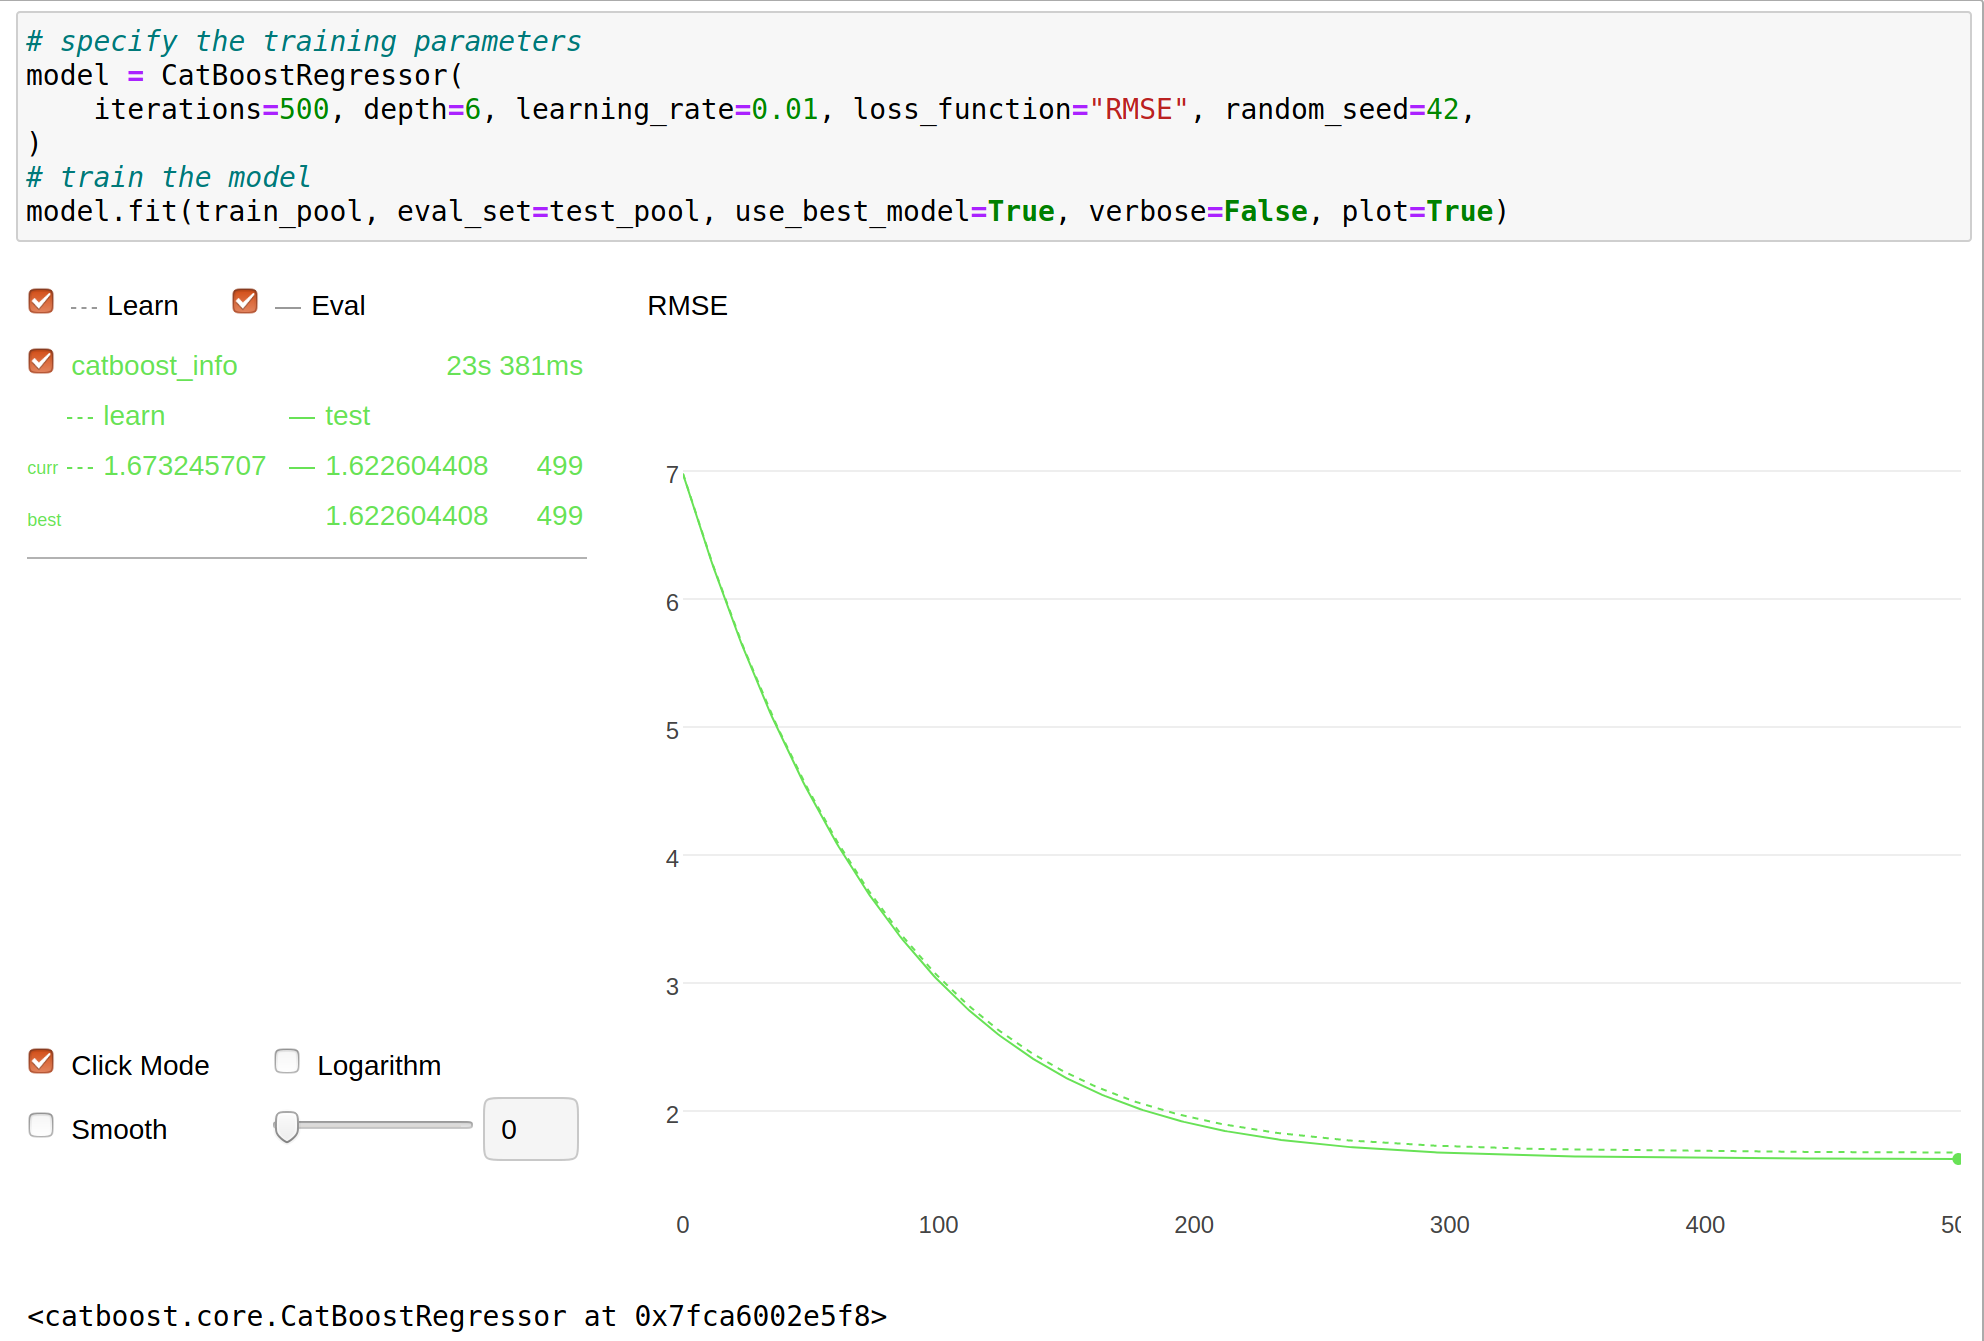 # specify the training parameters
model = CatBoostRegressor(
    iterations=500, depth=6, learning_rate=0.01, loss_function="RMSE", random_seed=42,
)
# train the model
model.fit(train_pool, eval_set=test_pool, use_best_model=True, verbose=False, plot=True)
Learn Eval RMSE
catboost_info 23s 381ms
learn test
curr 1.673245707 1.622604408 499
best 1.622604408 499
7
6
5
4
3
2
Click Mode Logarithm
Smooth 0
0 100 200 300 400 50
<catboost.core.CatBoostRegressor at 0x7fca6002e5f8>